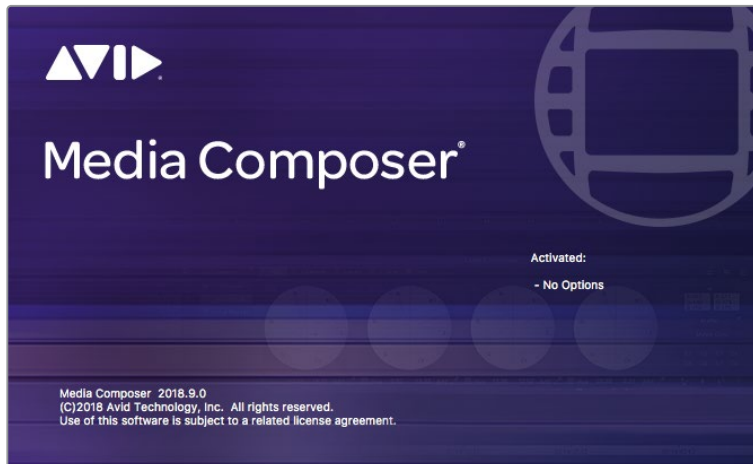 AVID
Media Composer®
Activated:
- No Options
Media Composer 2018.9.0
(C)2018 Avid Technology, Inc. All rights reserved.
Use of this software is subject to a related license agreement.